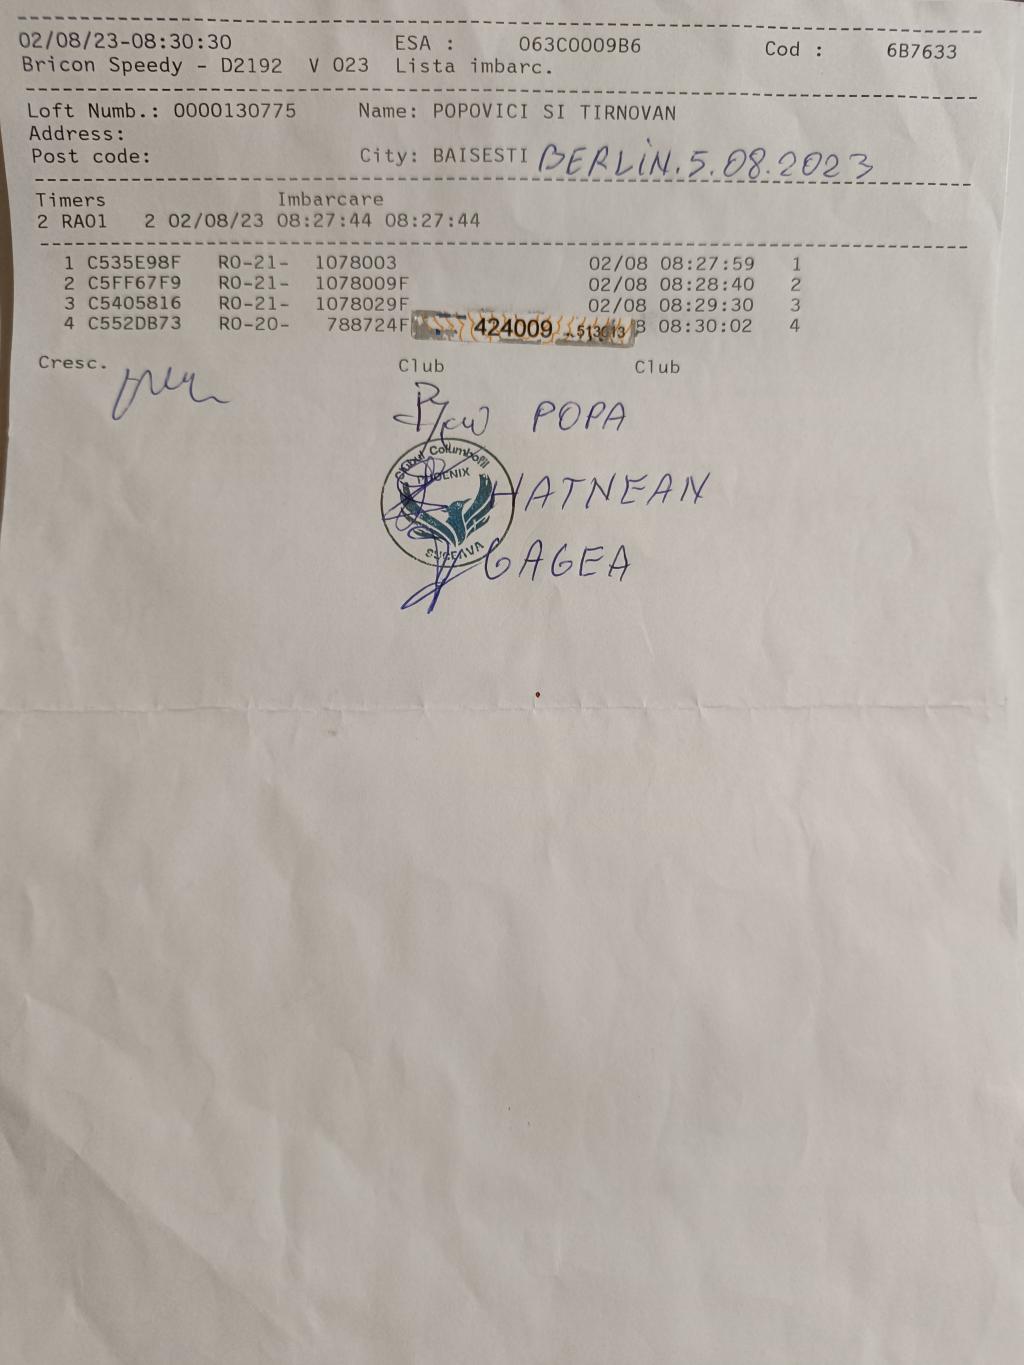 02/08/23-08:30:30 ESA : 063C0009B6 Cod : 6B7633
Bricon Speedy - D2192 V 023 Lista imbarc.
Loft Numb.: 0000130775 Name: POPOVICI SI TIRNOVAN
Address:
Post code: City: BAISESTI BERLIN.5.08.2023
Timers Imbarcare
2 RA01 2 02/08/23 08:27:44 08:27:44
1 C535E98F RO-21- 1078003 02/08 08:27:59 1
2 C5FF67F9 RO-21- 1078009F 02/08 08:28:40 2
3 C5405816 RO-21- 1078029F 02/08 08:29:30 3
4 C552DB73 RO-20- 788724F 424009 8 08:30:02 4
Cresc. Club Club
POPA
Clubul Columbofil
PHOENIX
HATNEAN
SUCEAVA
GAGEA